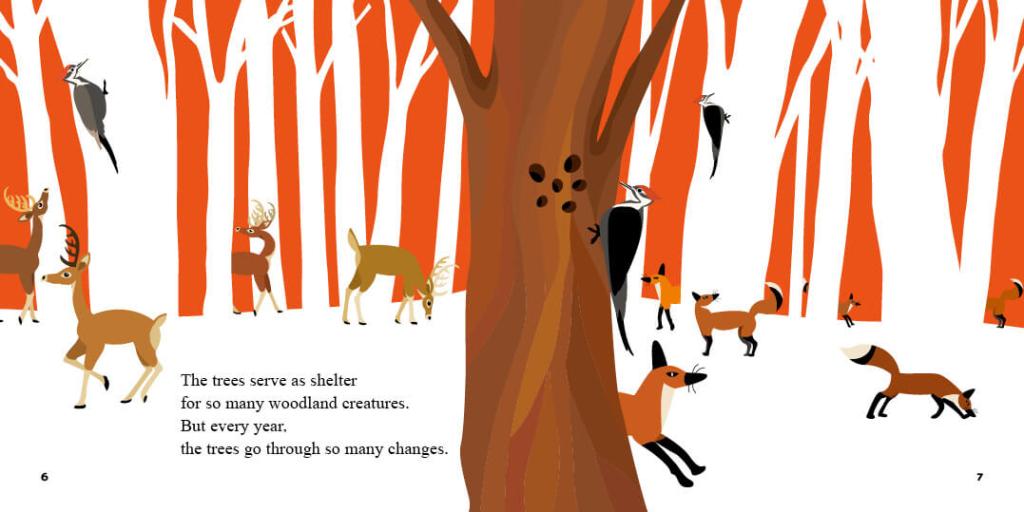 The trees serve as shelter
for so many woodland creatures.
But every year,
the trees go through so many changes.
6
7